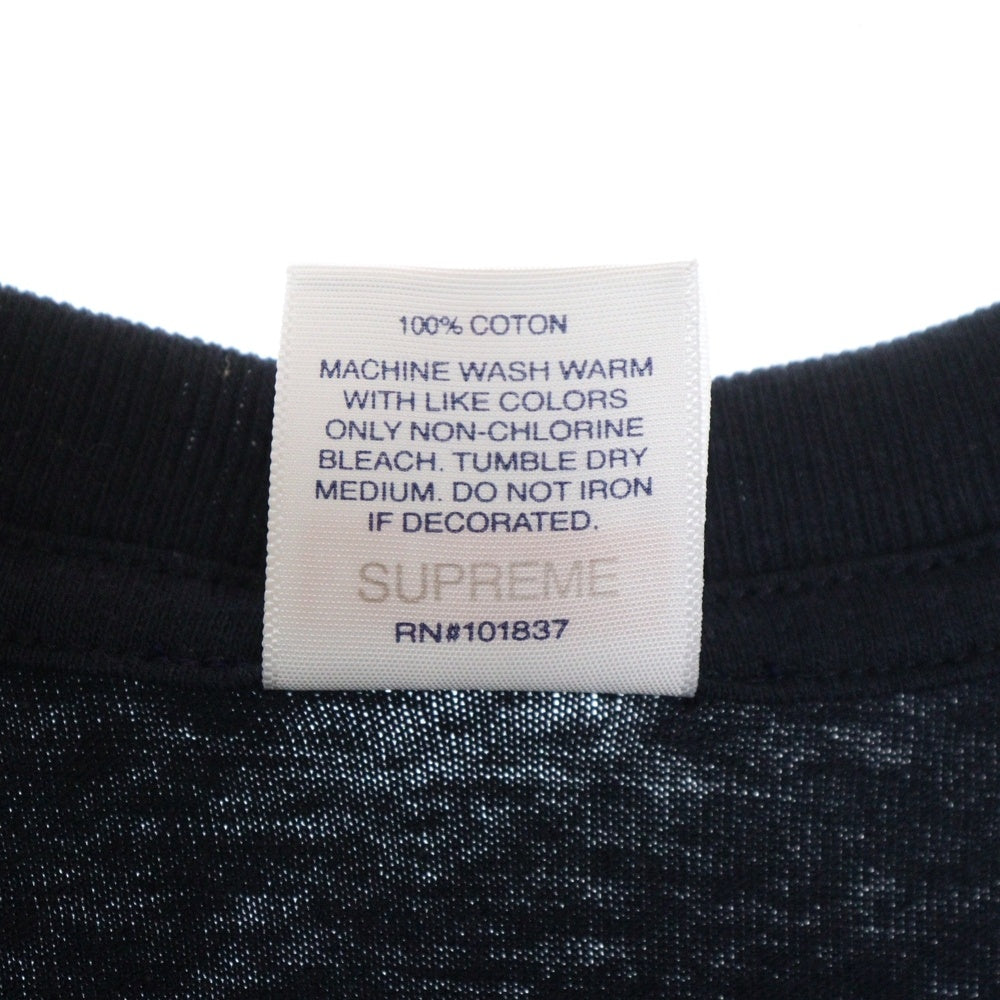 100% COTON
MACHINE WASH WARM
WITH LIKE COLORS
ONLY NON-CHLORINE
BLEACH. TUMBLE DRY
MEDIUM. DO NOT IRON
IF DECORATED.
SUPREME
RN#101837